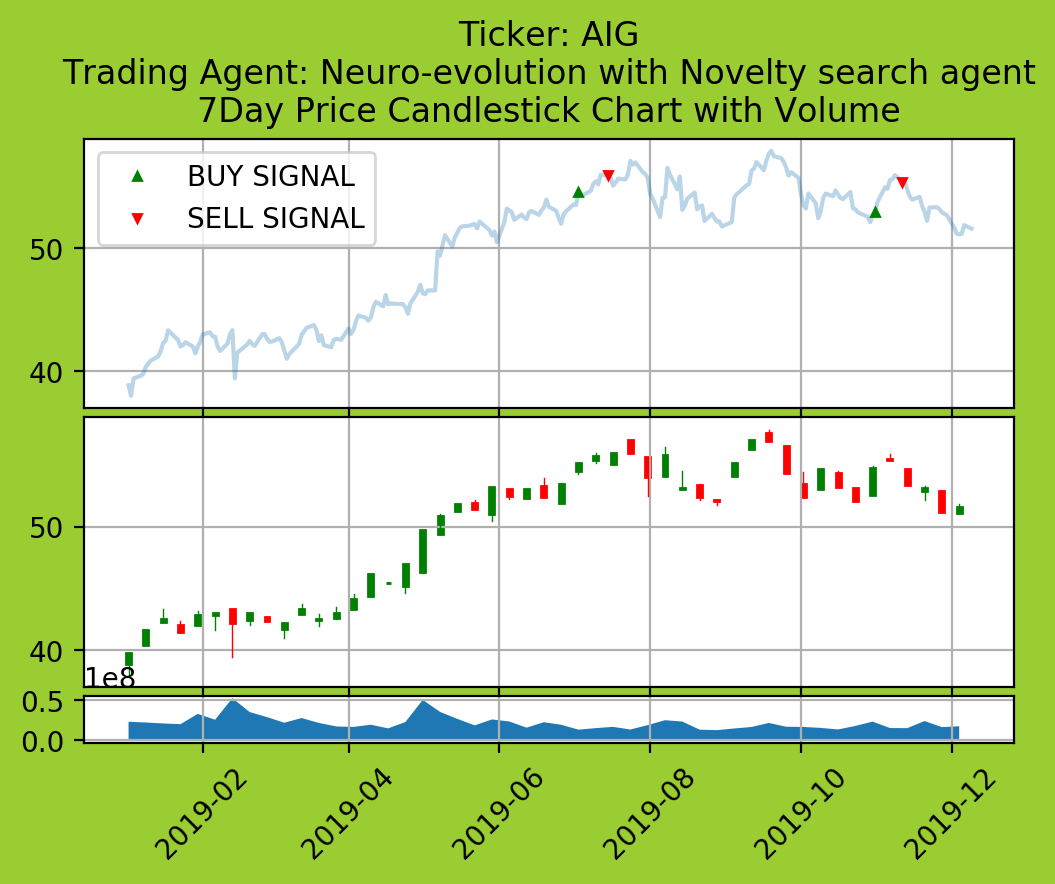 Ticker: AIG
Trading Agent: Neuro-evolution with Novelty search agent
7Day Price Candlestick Chart with Volume
BUY SIGNAL
SELL SIGNAL
50
40
50
40
1e8
0.5
0.0
2019-02
2019-04
2019-06
2019-08
2019-10
2019-12